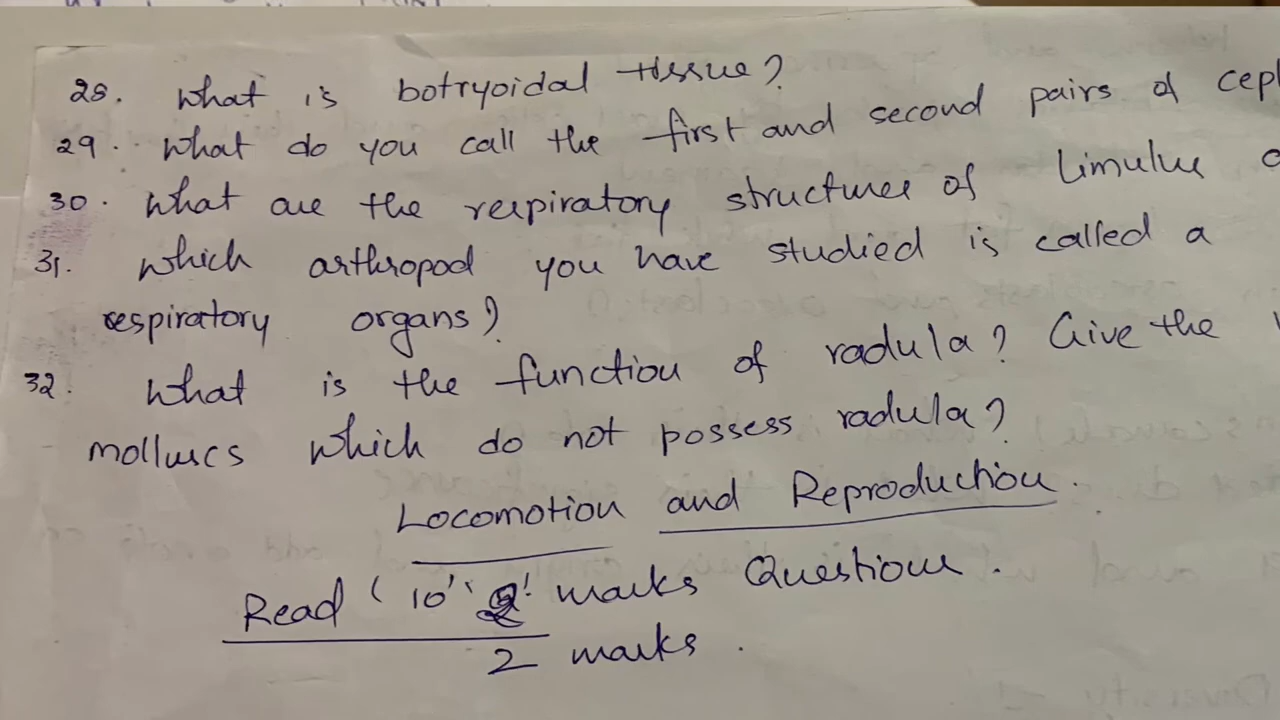 28. What is botryoidal tissue?
29. What do you call the first and second pairs of cepl
30. What are the respiratory structures of Limulus
31. Which arthropod you have studied is called a
respiratory organs?
32. What is the function of radula? Give the
molluscs which do not possess radula?
Locomotion and Reproduction.
Read ( 10' marks Questions.
2 marks.